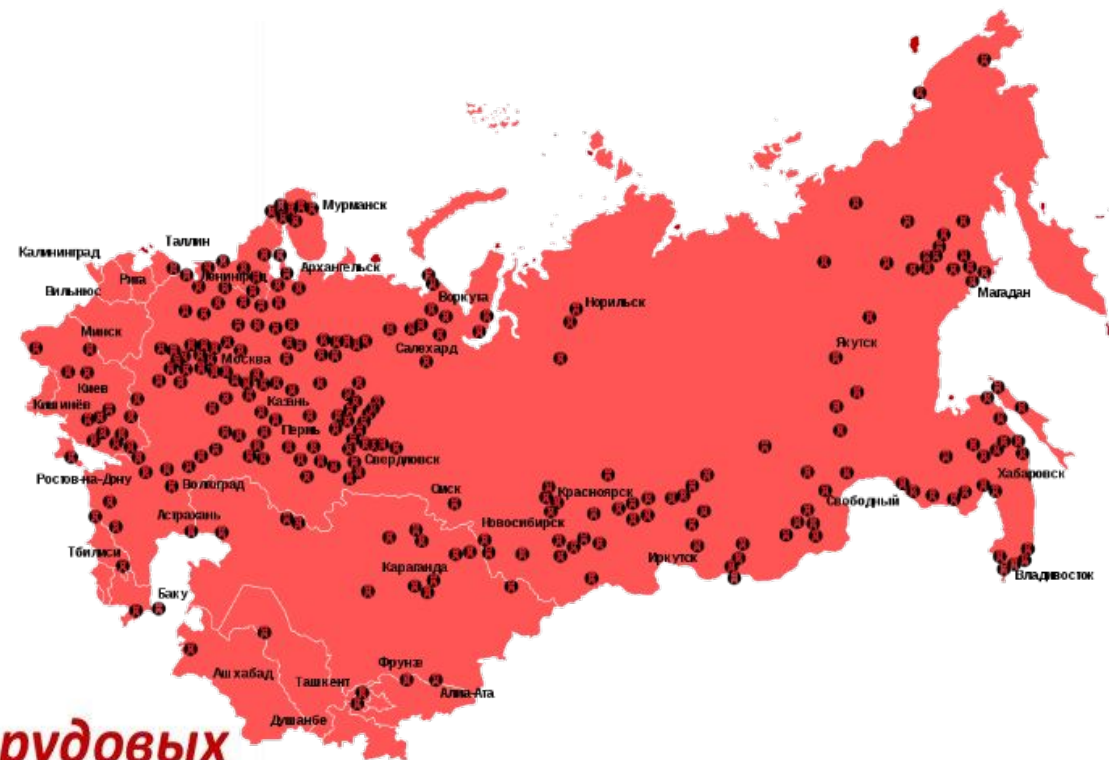 Мурманск
Таллин
Калининград
Ленинград
Архангельск
Рига
Вильнюс
Воркута
Норильск
Магадан
Минск
Салехард
Якутск
Москва
Киев
Казань
Кишинёв
Пермь
Свердловск
Ростов-на-Дону
Волгоград
Омск
Красноярск
Хабаровск
Свободный
Астрахань
Новосибирск
Тбилиси
Караганда
Иркутск
Владивосток
Баку
Фрунзе
Ашхабад
Ташкент
Алма-Ата
Душанбе
рудовых